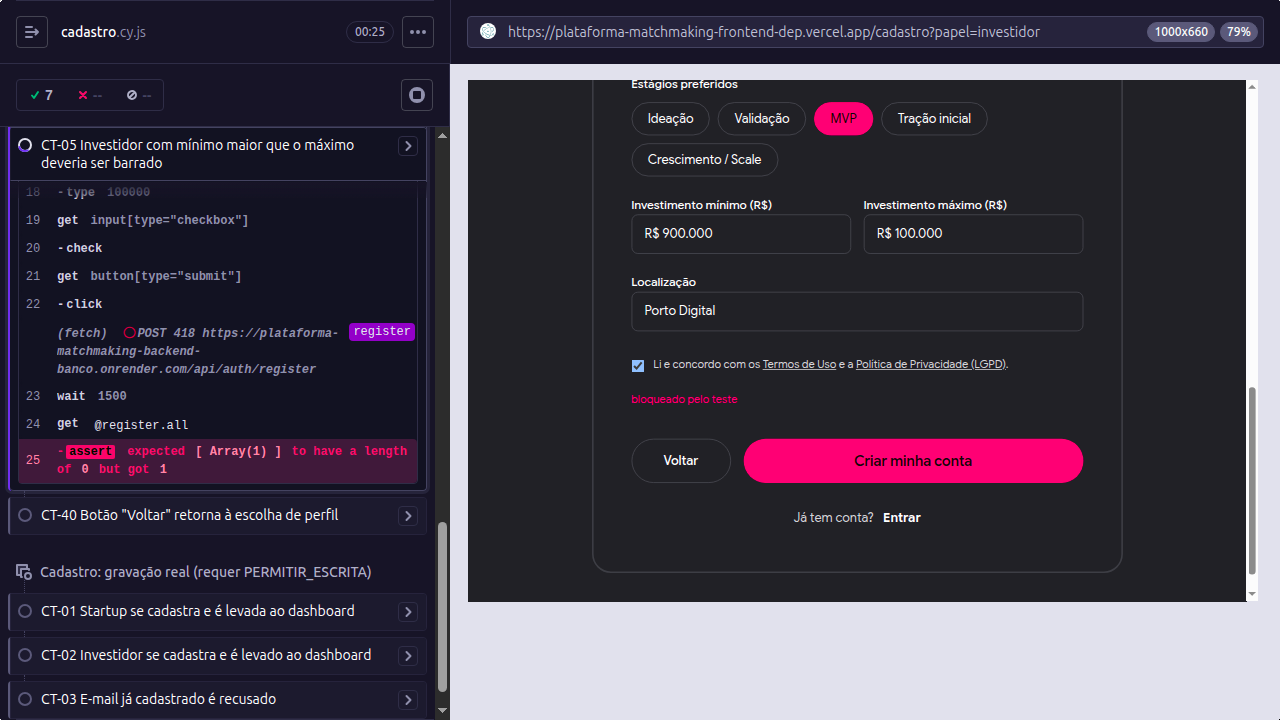 cadastro.cy.js
00:25
7
--
--
CT-05 Investidor com mínimo maior que o máximo
deveria ser barrado
18 -type 100000
19 get input[type="checkbox"]
20 -check
21 get button[type="submit"]
22 -click
(fetch) POST 418 https://plataforma- register
matchmaking-backend-
banco.onrender.com/api/auth/register
23 wait 1500
24 get @register.all
25 -assert expected [ Array(1) ] to have a length
of 0 but got 1
CT-40 Botão "Voltar" retorna à escolha de perfil
Cadastro: gravação real (requer PERMITIR_ESCRITA)
CT-01 Startup se cadastra e é levada ao dashboard
CT-02 Investidor se cadastra e é levado ao dashboard
CT-03 E-mail já cadastrado é recusado
https://plataforma-matchmaking-frontend-dep.vercel.app/cadastro?papel=investidor
1000x660
79%
Estágios preferidos
Ideação
Validação
MVP
Tração inicial
Crescimento / Scale
Investimento mínimo (R$)
Investimento máximo (R$)
R$ 900.000
R$ 100.000
Localização
Porto Digital
Li e concordo com os Termos de Uso e a Política de Privacidade (LGPD).
bloqueado pelo teste
Voltar
Criar minha conta
Já tem conta? Entrar